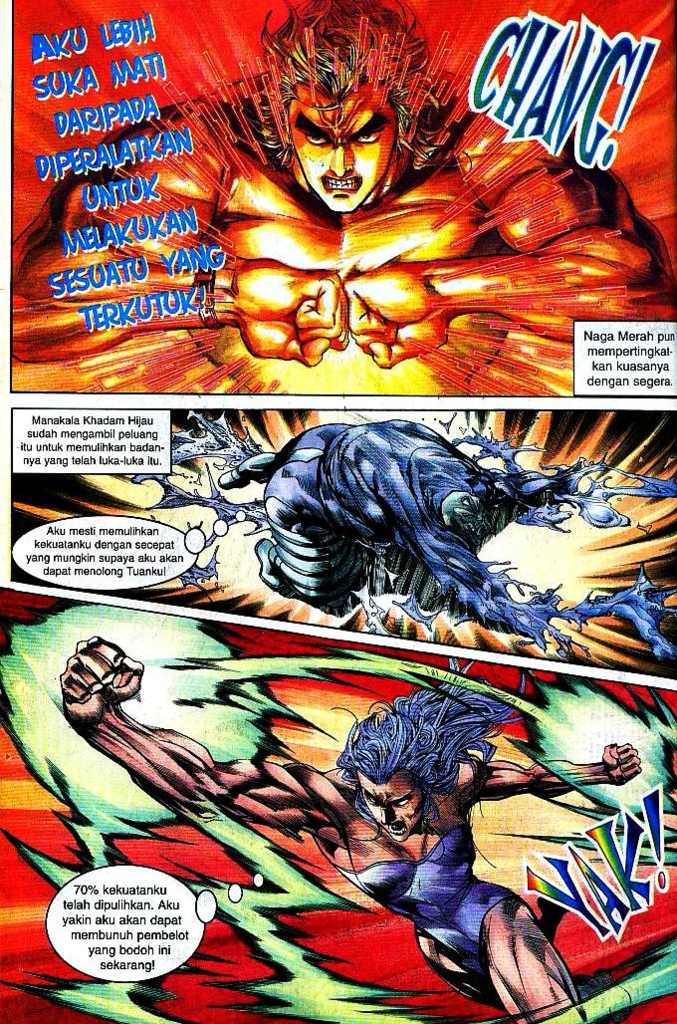 AKU LEBIH
SUKA MATI
DARIPADA
DIPERALATKAN
UNTUK
MELAKUKAN
SESUATU YANG
TERKUTUK!
CHANG!
Naga Merah pun
mempertingkat-
kan kuasanya
dengan segera.
Manakala Khadam Hijau
sudah mengambil peluang
itu untuk memulihkan badan-
nya yang telah luka-luka itu.
Aku mesti memulihkan
kekuatanku dengan secepat
yang mungkin supaya aku akan
dapat menolong Tuanku!
YAK!
70% kekuatanku
telah dipulihkan. Aku
yakin aku akan dapat
membunuh pembelot
yang bodoh ini
sekarang!